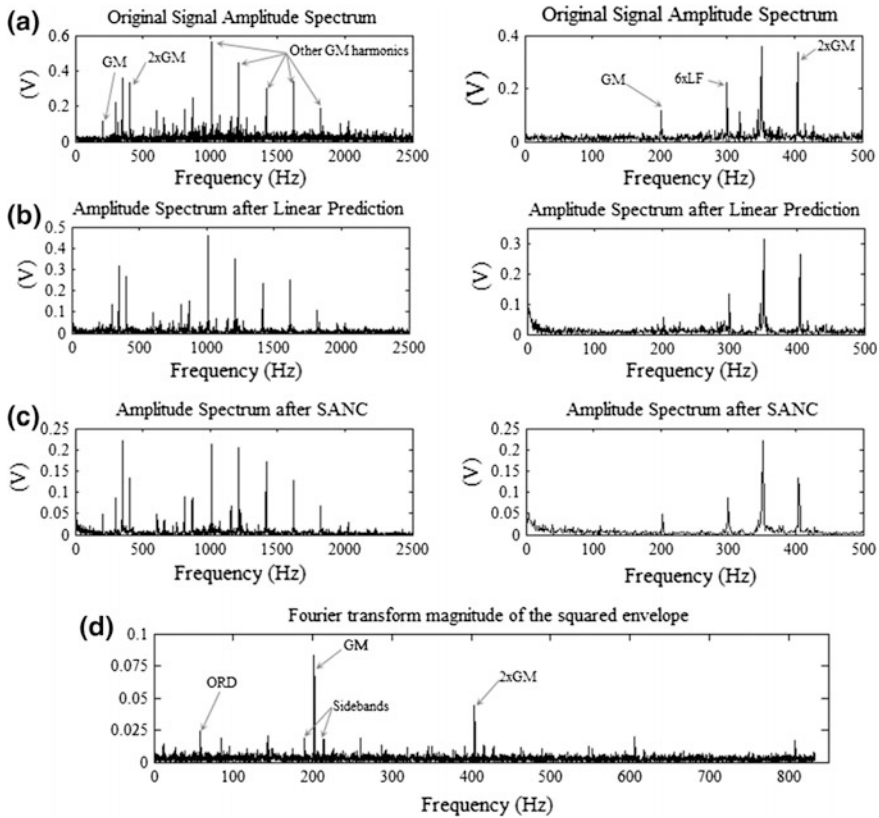 (a)
Original Signal Amplitude Spectrum
Original Signal Amplitude Spectrum
(V)
0.6
0.4
0.2
0
GM
2xGM
Other GM harmonics
0 500 1000 1500 2000 2500
Frequency (Hz)
(V)
0.4
0.2
0
GM
6xLF
2xGM
0 100 200 300 400 500
Frequency (Hz)
(b)
Amplitude Spectrum after Linear Prediction
Amplitude Spectrum after Linear Prediction
(V)
0.5
0.4
0.3
0.2
0.1
0
0 500 1000 1500 2000 2500
Frequency (Hz)
(V)
0.3
0.2
0.1
0
0 100 200 300 400 500
Frequency (Hz)
(c)
Amplitude Spectrum after SANC
Amplitude Spectrum after SANC
(V)
0.25
0.2
0.15
0.1
0.05
0
0 500 1000 1500 2000 2500
Frequency (Hz)
(V)
0.25
0.2
0.15
0.1
0.05
0
0 100 200 300 400 500
Frequency (Hz)
(d)
Fourier transform magnitude of the squared envelope
0.1
0.075
0.05
0.025
0
ORD
GM
Sidebands
2xGM
0 100 200 300 400 500 600 700 800
Frequency (Hz)